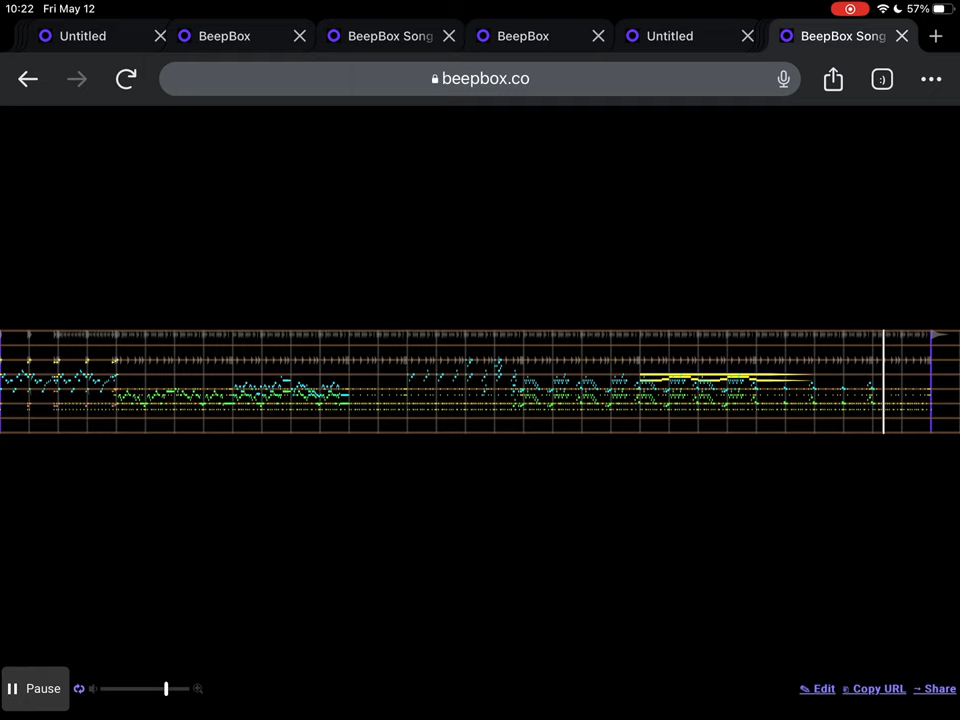 10:22 Fri May 12 57%
Untitled BeepBox BeepBox Song BeepBox Untitled BeepBox Song
beepbox.co
Pause Edit Copy URL Share